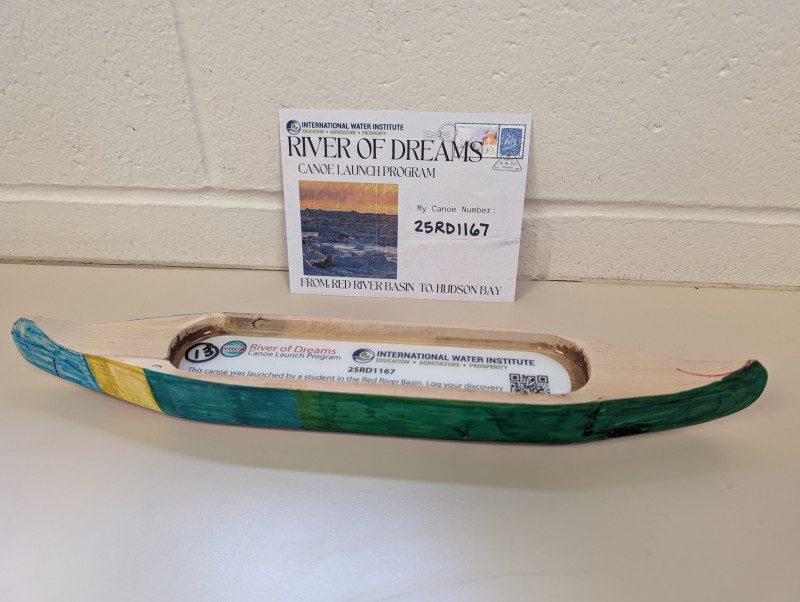 INTERNATIONAL WATER INSTITUTE
EDUCATION • AGRICULTURE • PROSPERITY
RIVER OF DREAMS
CANOE LAUNCH PROGRAM
My Canoe Number:
25RD1167
FROM RED RIVER BASIN TO HUDSON BAY
13
River of Dreams
Canoe Launch Program
INTERNATIONAL WATER INSTITUTE
EDUCATION • AGRICULTURE • PROSPERITY
25RD1167
This canoe was launched by a student in the Red River Basin. Log your discovery